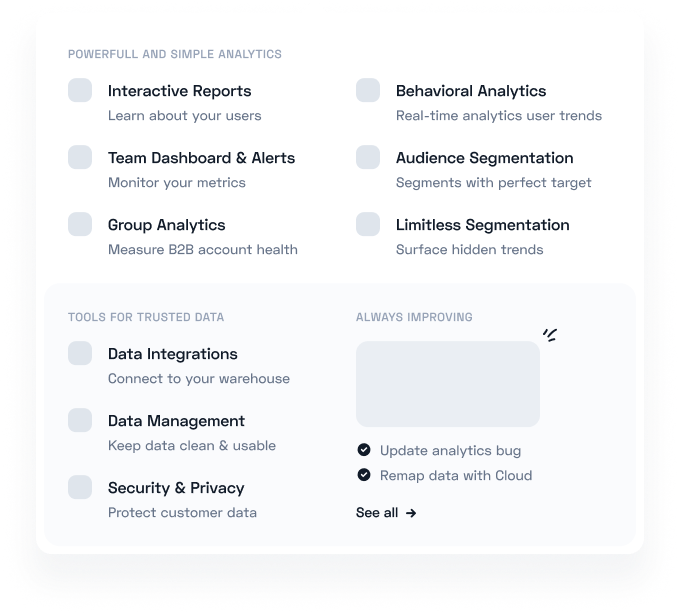 POWERFULL AND SIMPLE ANALYTICS
Interactive Reports
Learn about your users
Behavioral Analytics
Real-time analytics user trends
Team Dashboard & Alerts
Monitor your metrics
Audience Segmentation
Segments with perfect target
Group Analytics
Measure B2B account health
Limitless Segmentation
Surface hidden trends
TOOLS FOR TRUSTED DATA
Data Integrations
Connect to your warehouse
Data Management
Keep data clean & usable
Security & Privacy
Protect customer data
ALWAYS IMPROVING
Update analytics bug
Remap data with Cloud
See all →